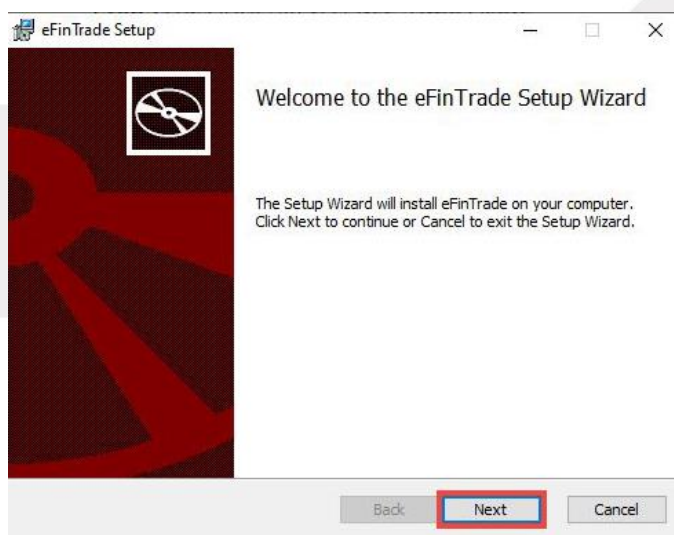 eFinTrade Setup
Welcome to the eFinTrade Setup Wizard
The Setup Wizard will install eFinTrade on your computer.
Click Next to continue or Cancel to exit the Setup Wizard.
Back Next Cancel